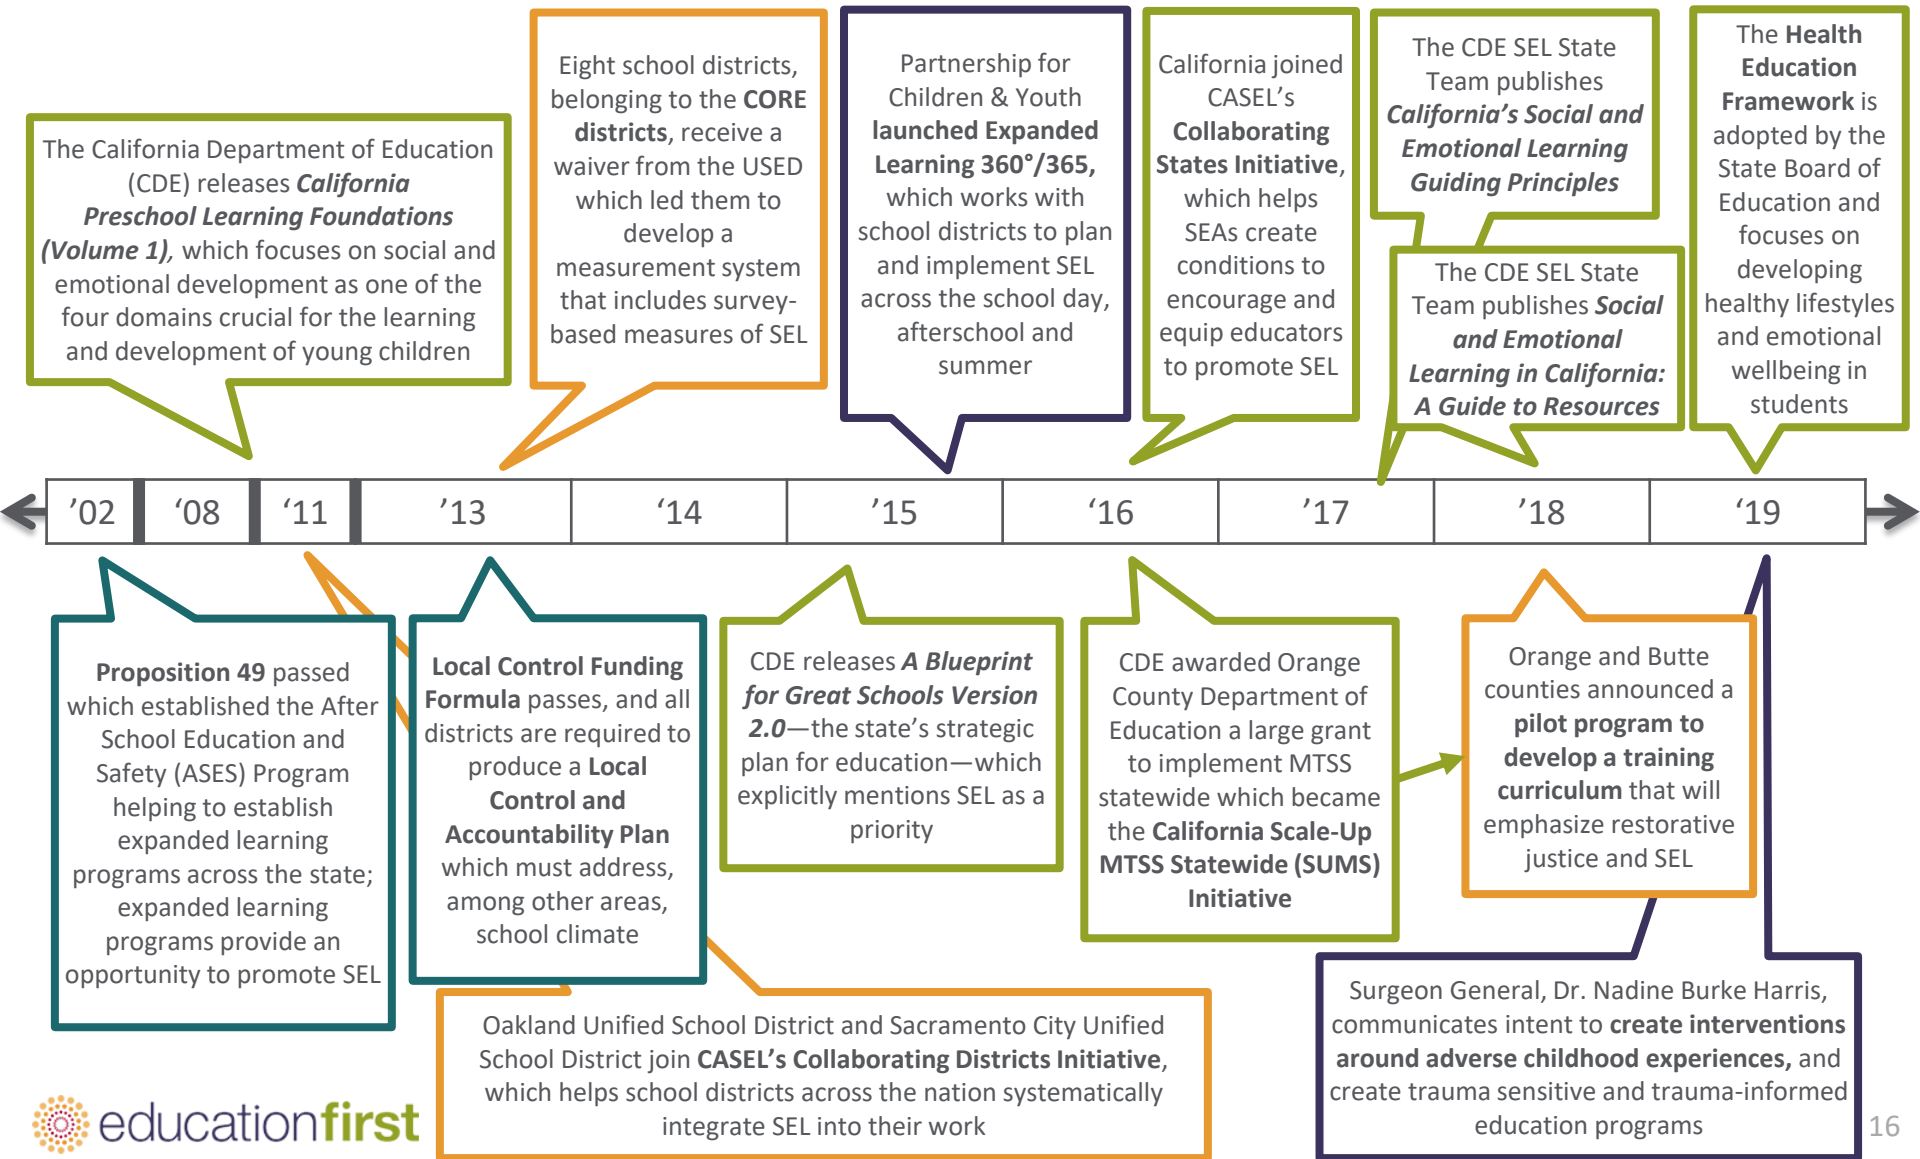 The California Department of Education
(CDE) releases California
Preschool Learning Foundations
(Volume 1), which focuses on social and
emotional development as one of the
four domains crucial for the learning
and development of young children
Eight school districts,
belonging to the CORE
districts, receive a
waiver from the USED
which led them to
develop a
measurement system
that includes survey-
based measures of SEL
Partnership for
Children & Youth
launched Expanded
Learning 360°/365,
which works with
school districts to plan
and implement SEL
across the school day,
afterschool and
summer
California joined
CASEL’s
Collaborating
States Initiative,
which helps
SEAs create
conditions to
encourage and
equip educators
to promote SEL
The CDE SEL State
Team publishes
California’s Social and
Emotional Learning
Guiding Principles
The CDE SEL State
Team publishes Social
and Emotional
Learning in California:
A Guide to Resources
The Health
Education
Framework is
adopted by the
State Board of
Education and
focuses on
developing
healthy lifestyles
and emotional
wellbeing in
students
’02 ‘08 ‘11 ’13 ‘14 ’15 ‘16 ’17 ’18 ‘19
Proposition 49 passed
which established the After
School Education and
Safety (ASES) Program
helping to establish
expanded learning
programs across the state;
expanded learning
programs provide an
opportunity to promote SEL
Local Control Funding
Formula passes, and all
districts are required to
produce a Local
Control and
Accountability Plan
which must address,
among other areas,
school climate
CDE releases A Blueprint
for Great Schools Version
2.0—the state’s strategic
plan for education—which
explicitly mentions SEL as a
priority
CDE awarded Orange
County Department of
Education a large grant
to implement MTSS
statewide which became
the California Scale-Up
MTSS Statewide (SUMS)
Initiative
Orange and Butte
counties announced a
pilot program to
develop a training
curriculum that will
emphasize restorative
justice and SEL
Oakland Unified School District and Sacramento City Unified
School District join CASEL’s Collaborating Districts Initiative,
which helps school districts across the nation systematically
integrate SEL into their work
Surgeon General, Dr. Nadine Burke Harris,
communicates intent to create interventions
around adverse childhood experiences, and
create trauma sensitive and trauma-informed
education programs
educationfirst
16